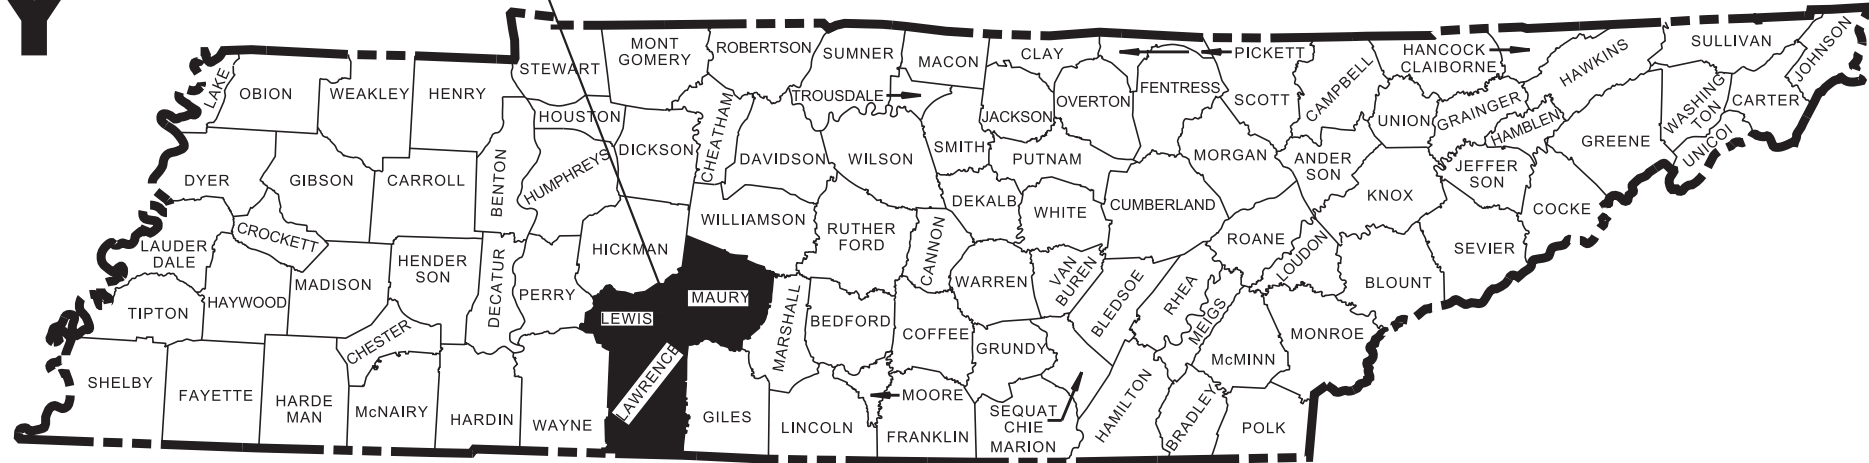 Y
LAKE
OBION
WEAKLEY
HENRY
STEWART
MONT
GOMERY
ROBERTSON
SUMNER
MACON
CLAY
PICKETT
HANCOCK
CLAIBORNE
HAWKINS
SULLIVAN
JOHNSON
TROUSDALE
JACKSON
OVERTON
FENTRESS
SCOTT
CAMPBELL
UNION
GRAINGER
HAMBLEN
GREENE
WASHING
TON
CARTER
UNICOI
HOUSTON
DICKSON
CHEATHAM
DAVIDSON
WILSON
SMITH
PUTNAM
MORGAN
ANDER
SON
KNOX
JEFFER
SON
COCKE
DYER
GIBSON
CARROLL
BENTON
HUMPHREYS
WILLIAMSON
RUTHER
FORD
CANNON
DEKALB
WHITE
CUMBERLAND
ROANE
LOUDON
BLOUNT
SEVIER
LAUDER
DALE
CROCKETT
MADISON
HENDER
SON
DECATUR
PERRY
HICKMAN
MAURY
LEWIS
MARSHALL
BEDFORD
COFFEE
WARREN
VAN
BUREN
BLEDSOE
RHEA
MEIGS
McMINN
MONROE
TIPTON
HAYWOOD
CHESTER
GRUNDY
SHELBY
FAYETTE
HARDE
MAN
McNAIRY
HARDIN
WAYNE
LAWRENCE
GILES
LINCOLN
MOORE
FRANKLIN
SEQUAT
CHIE
MARION
HAMILTON
BRADLEY
POLK